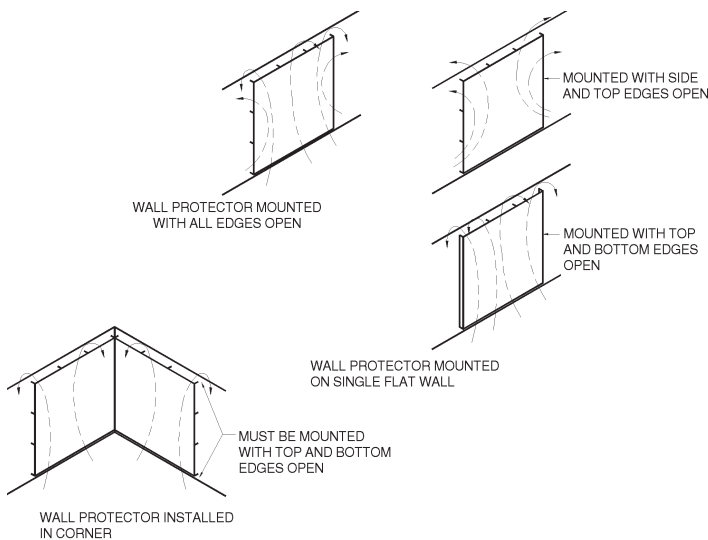 MOUNTED WITH SIDE
AND TOP EDGES OPEN
WALL PROTECTOR MOUNTED
WITH ALL EDGES OPEN
MOUNTED WITH TOP
AND BOTTOM EDGES
OPEN
WALL PROTECTOR MOUNTED
ON SINGLE FLAT WALL
MUST BE MOUNTED
WITH TOP AND BOTTOM
EDGES OPEN
WALL PROTECTOR INSTALLED
IN CORNER